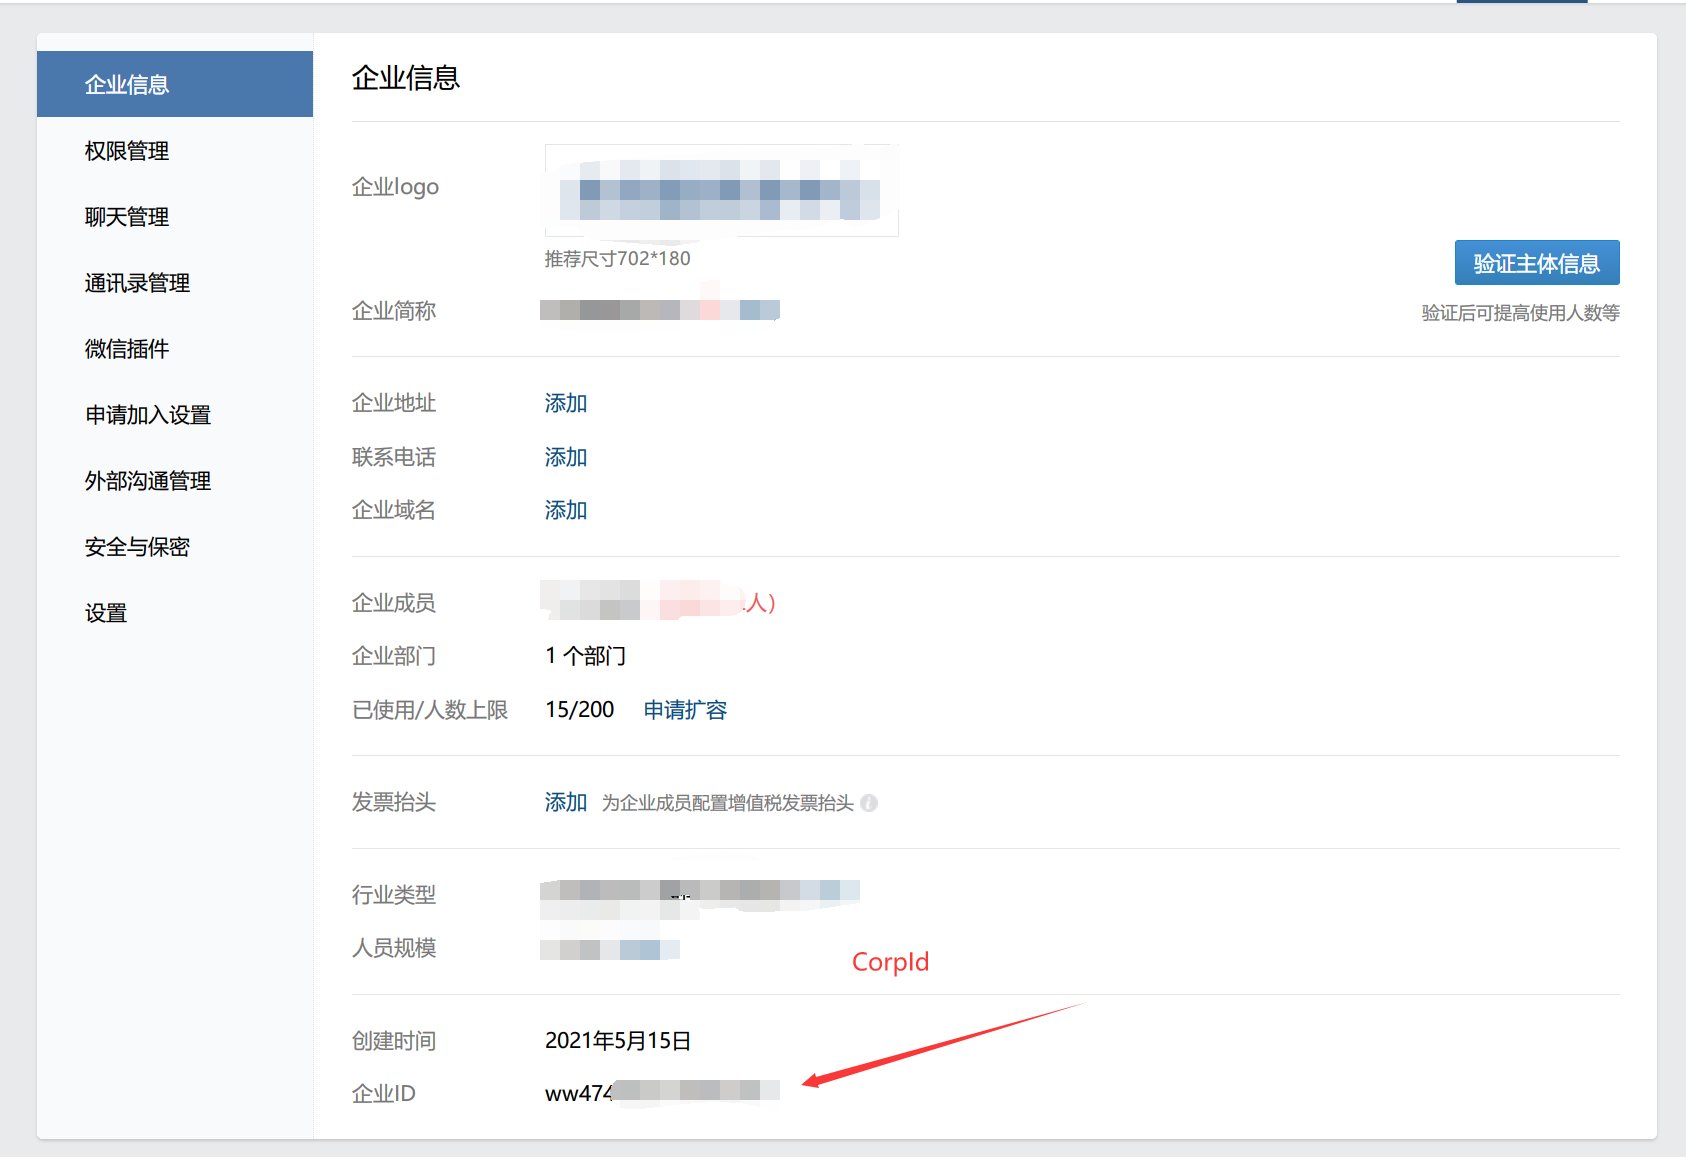 企业信息
权限管理
聊天管理
通讯录管理
微信插件
申请加入设置
外部沟通管理
安全与保密
设置
企业信息
企业logo
推荐尺寸702*180
企业简称
验证主体信息
验证后可提高使用人数等
企业地址 添加
联系电话 添加
企业域名 添加
企业成员 人）
企业部门 1 个部门
已使用/人数上限 15/200 申请扩容
发票抬头 添加 为企业成员配置增值税发票抬头
行业类型
人员规模
CorpId
创建时间 2021年5月15日
企业ID ww474